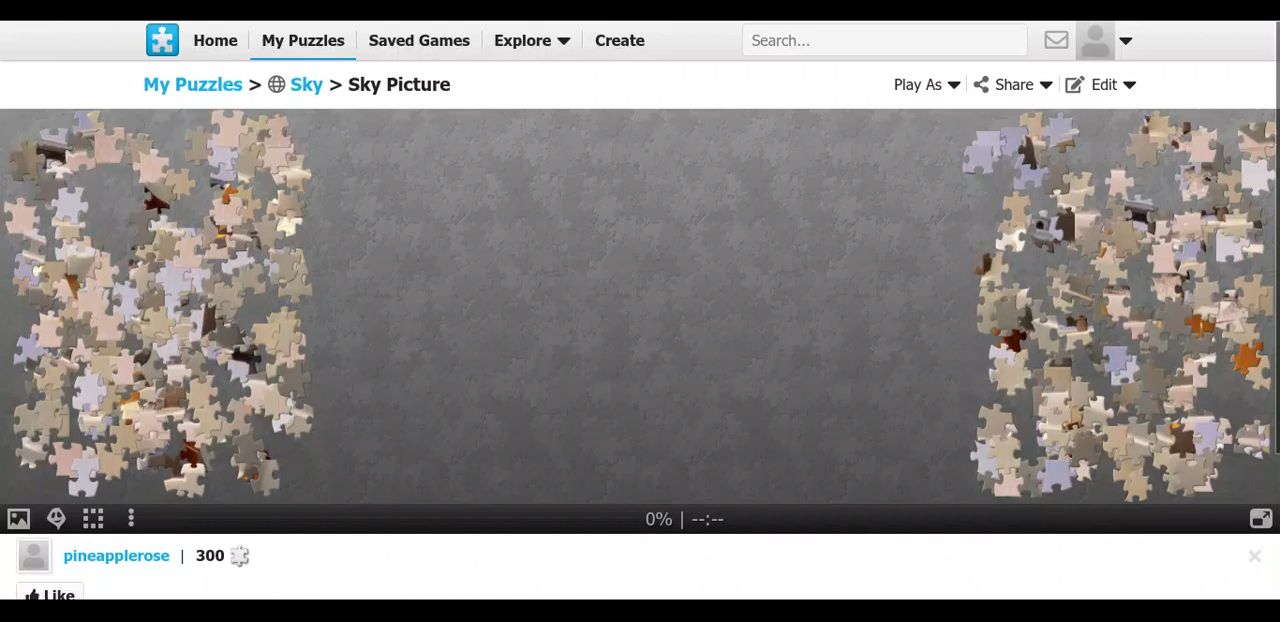 Home My Puzzles Saved Games Explore Create Search...
My Puzzles > Sky > Sky Picture Play As Share Edit
0% | --:--
pineapplerose | 300
Like